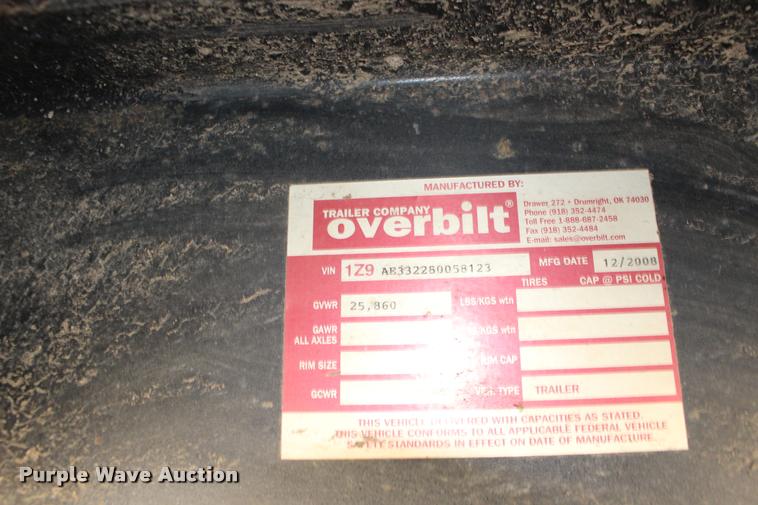 MANUFACTURED BY:
TRAILER COMPANY
overbilt®
Drawer 272 • Drumright, OK 74030
Phone (918) 352-4474
Toll Free 1-888-687-2458
Fax (918) 352-4484
E-mail: sales@overbilt.com
VIN 1Z9 AE332280058123 MFG DATE 12/2008
TIRES CAP @ PSI COLD
GVWR 25,860 LBS/KGS wtn
GAWR ALL AXLES KGS wtn
RIM SIZE RIM CAP
GCWR VEH. TYPE TRAILER
THIS VEHICLE DELIVERED WITH CAPACITIES AS STATED.
THIS VEHICLE CONFORMS TO ALL APPLICABLE FEDERAL VEHICLE
SAFETY STANDARDS IN EFFECT ON DATE OF MANUFACTURE.
Purple Wave Auction